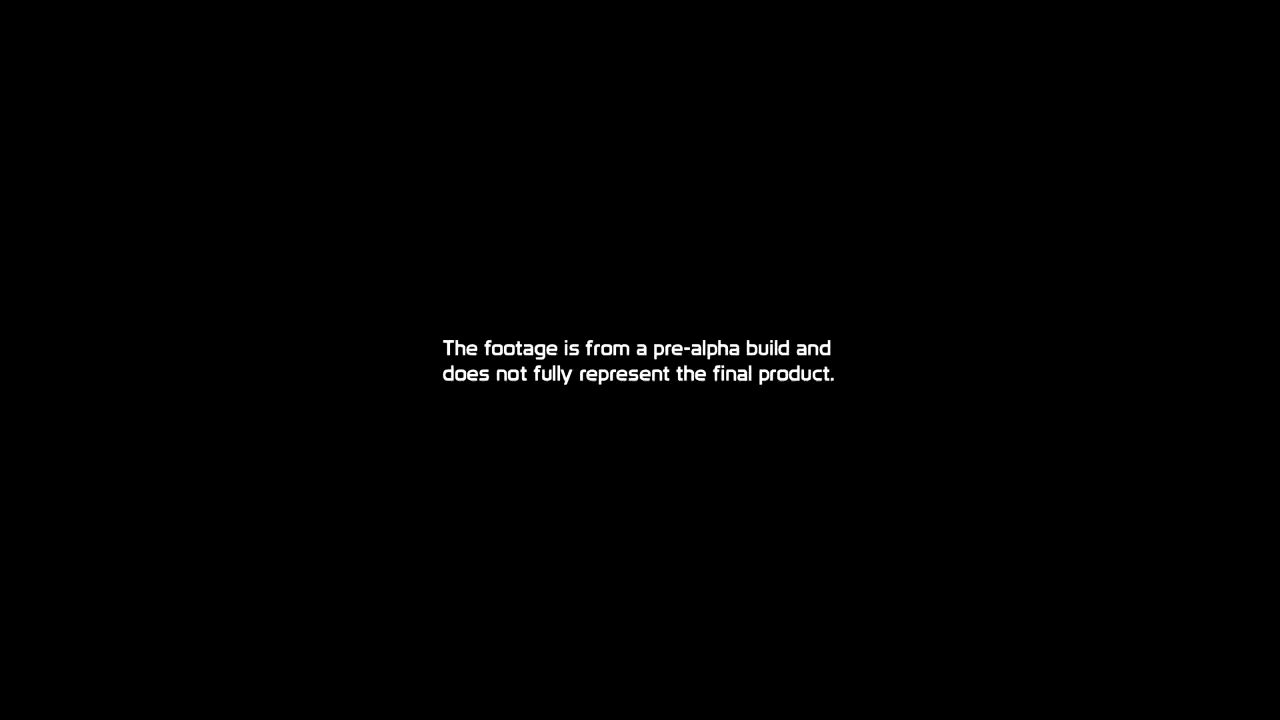 The footage is from a pre-alpha build and
does not fully represent the final product.